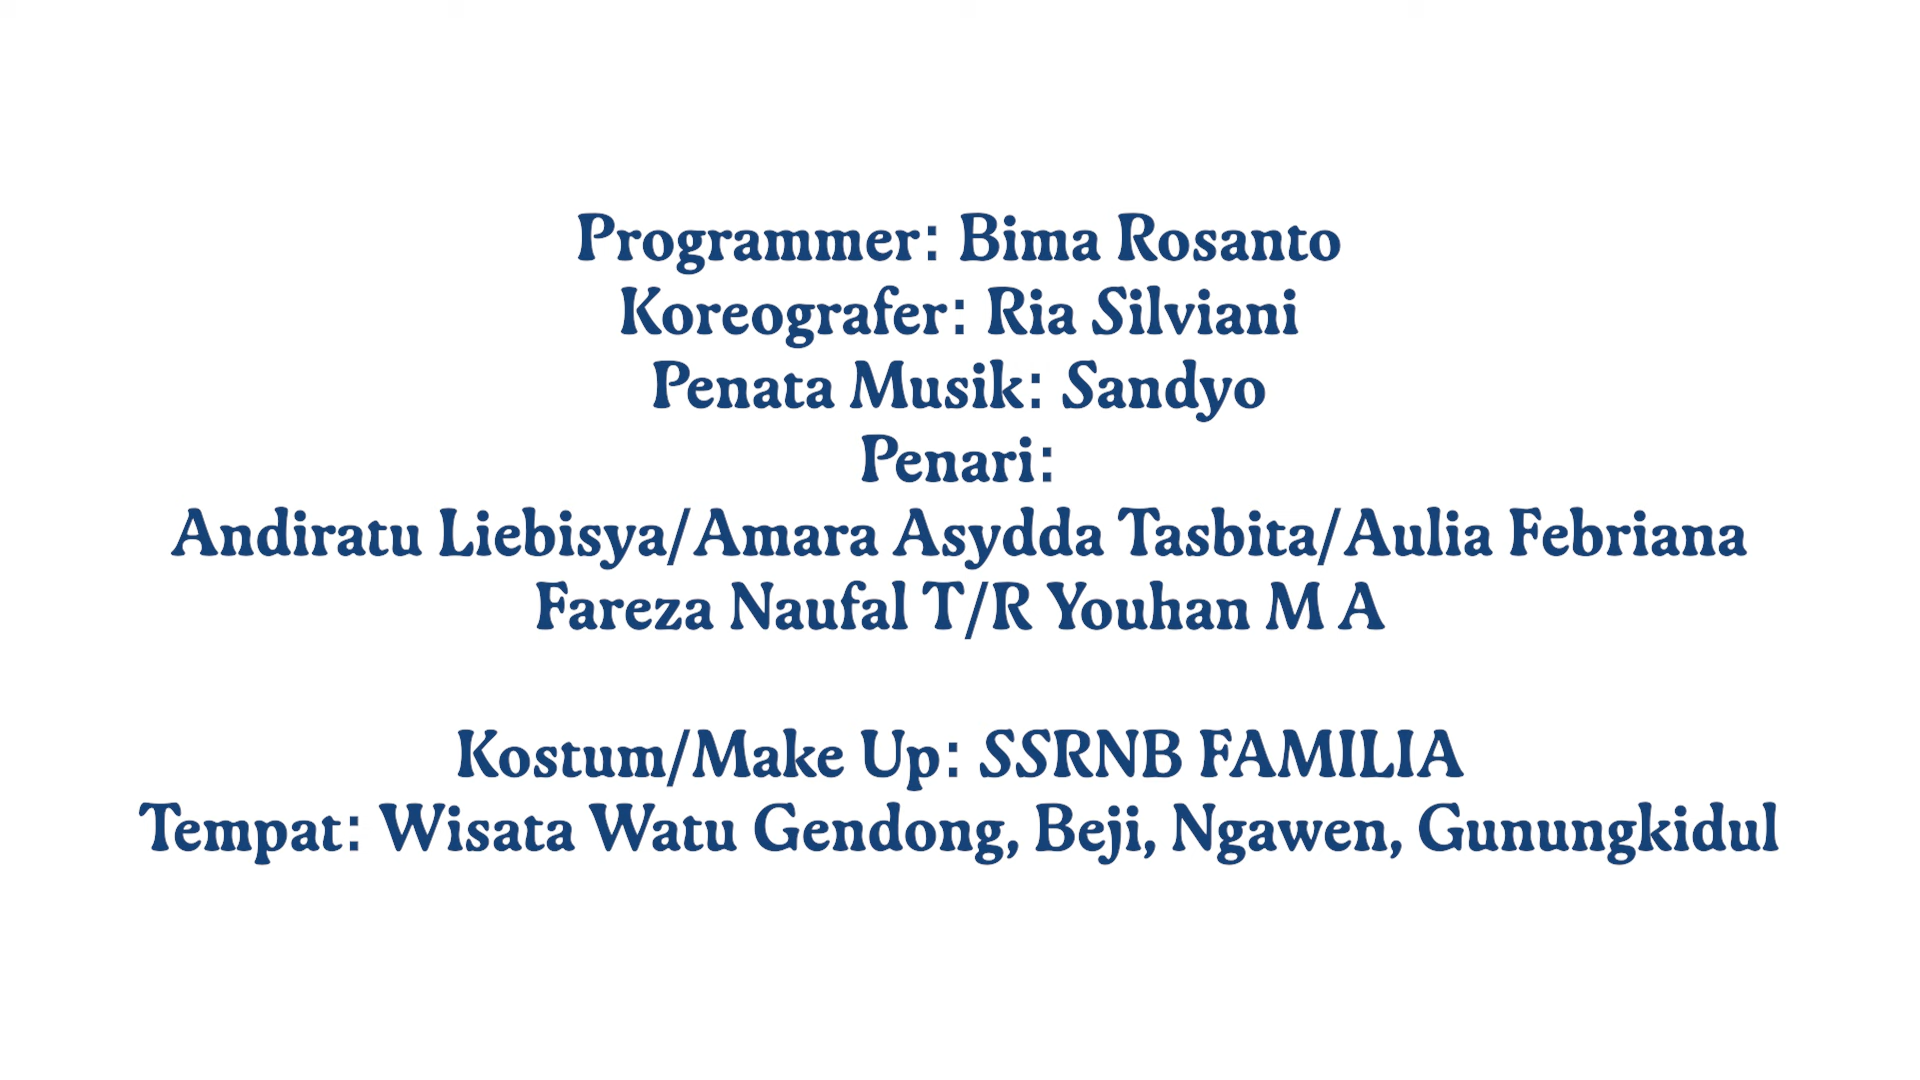 Programmer: Bima Rosanto
Koreografer: Ria Silviani
Penata Musik: Sandyo
Penari:
Andiratu Liebisya/Amara Asydda Tasbita/Aulia Febriana
Fareza Naufal T/R Youhan M A
Kostum/Make Up: SSRNB FAMILIA
Tempat: Wisata Watu Gendong, Beji, Ngawen, Gunungkidul